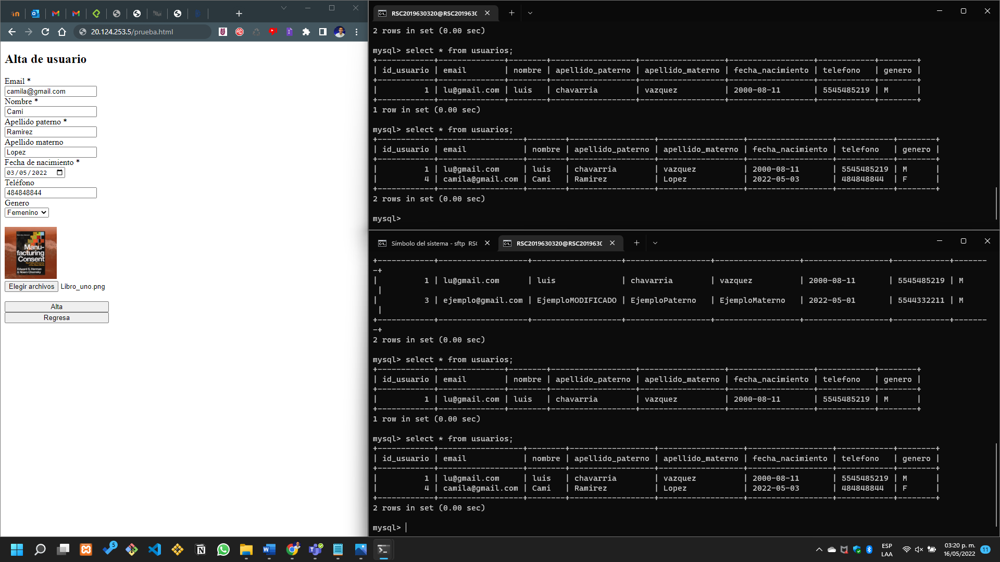 20.124.253.5/prueba.html
Alta de usuario
Email *
camila@gmail.com
Nombre *
Cami
Apellido paterno *
Ramirez
Apellido materno
Lopez
Fecha de nacimiento *
03/05/2022
Teléfono
484848844
Genero
Femenino
Manu-
facturing
Consent
Edward S. Herman
& Noam Chomsky
Elegir archivos Libro_uno.png
Alta
Regresa
RSC2019630320@RSC201963
2 rows in set (0.00 sec)
mysql> select * from usuarios;
+------------+--------------+--------+------------------+------------------+------------------+------------+--------+
| id_usuario | email | nombre | apellido_paterno | apellido_materno | fecha_nacimiento | telefono | genero |
+------------+--------------+--------+------------------+------------------+------------------+------------+--------+
| 1 | lu@gmail.com | luis | chavarria | vazquez | 2000-08-11 | 5545485219 | M |
+------------+--------------+--------+------------------+------------------+------------------+------------+--------+
1 row in set (0.00 sec)
mysql> select * from usuarios;
+------------+------------------+--------+------------------+------------------+------------------+------------+--------+
| id_usuario | email | nombre | apellido_paterno | apellido_materno | fecha_nacimiento | telefono | genero |
+------------+------------------+--------+------------------+------------------+------------------+------------+--------+
| 1 | lu@gmail.com | luis | chavarria | vazquez | 2000-08-11 | 5545485219 | M |
| 4 | camila@gmail.com | Cami | Ramirez | Lopez | 2022-05-03 | 484848844 | F |
+------------+------------------+--------+------------------+------------------+------------------+------------+--------+
2 rows in set (0.00 sec)
mysql>
Símbolo del sistema - sftp RSC
RSC2019630320@RSC201963
+------------+-------------------+-------------------+------------------+------------------+------------------+------------+-------
-+
| 1 | lu@gmail.com | luis | chavarria | vazquez | 2000-08-11 | 5545485219 | M
|
| 3 | ejemplo@gmail.com | EjemploMODIFICADO | EjemploPaterno | EjemploMaterno | 2022-05-01 | 5544332211 | M
|
+------------+-------------------+-------------------+------------------+------------------+------------------+------------+-------
-+
2 rows in set (0.00 sec)
mysql> select * from usuarios;
+------------+--------------+--------+------------------+------------------+------------------+------------+--------+
| id_usuario | email | nombre | apellido_paterno | apellido_materno | fecha_nacimiento | telefono | genero |
+------------+--------------+--------+------------------+------------------+------------------+------------+--------+
| 1 | lu@gmail.com | luis | chavarria | vazquez | 2000-08-11 | 5545485219 | M |
+------------+--------------+--------+------------------+------------------+------------------+------------+--------+
1 row in set (0.00 sec)
mysql> select * from usuarios;
+------------+------------------+--------+------------------+------------------+------------------+------------+--------+
| id_usuario | email | nombre | apellido_paterno | apellido_materno | fecha_nacimiento | telefono | genero |
+------------+------------------+--------+------------------+------------------+------------------+------------+--------+
| 1 | lu@gmail.com | luis | chavarria | vazquez | 2000-08-11 | 5545485219 | M |
| 4 | camila@gmail.com | Cami | Ramirez | Lopez | 2022-05-03 | 484848844 | F |
+------------+------------------+--------+------------------+------------------+------------------+------------+--------+
2 rows in set (0.00 sec)
mysql>
5
ESP
LAA
03:20 p. m.
16/05/2022
11